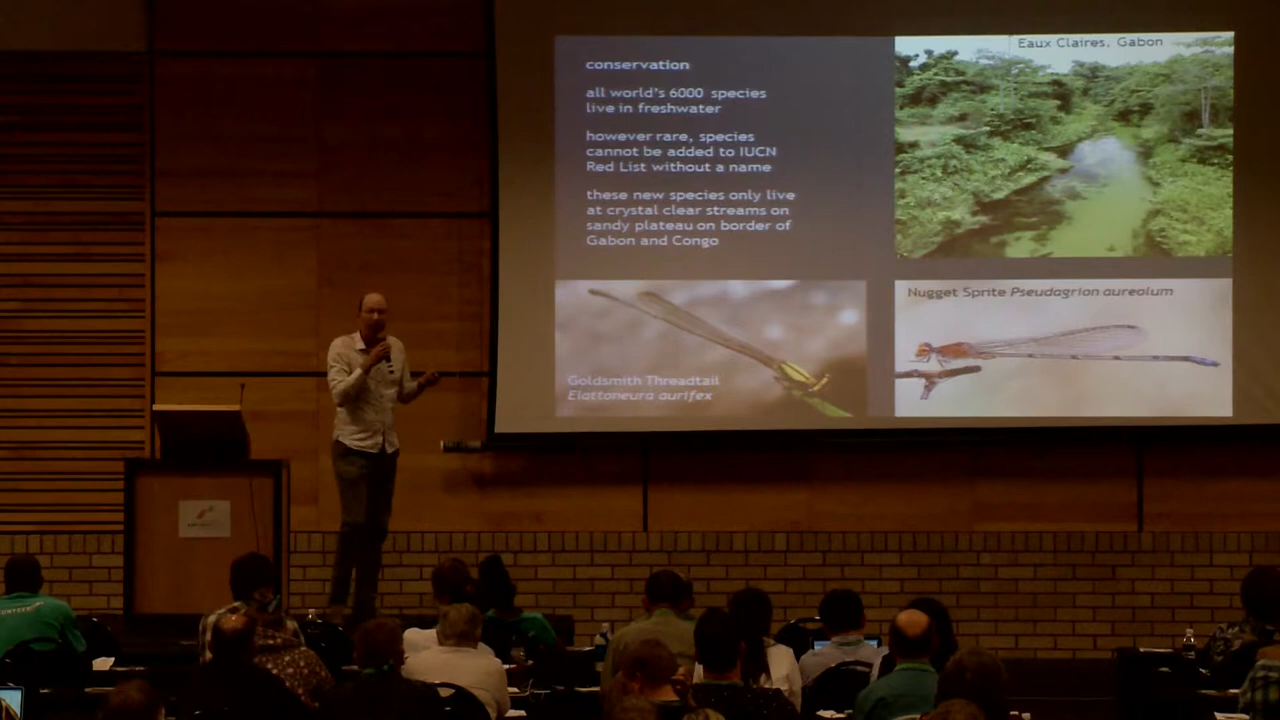 conservation
all world's 6000 species
live in freshwater
however rare, species
cannot be added to IUCN
Red List without a name
these new species only live
at crystal clear streams on
sandy plateau on border of
Gabon and Congo
Eaux Claires, Gabon
Goldsmith Threadtail
Elattoneura aurifex
Nugget Sprite Pseudagrion aureolum